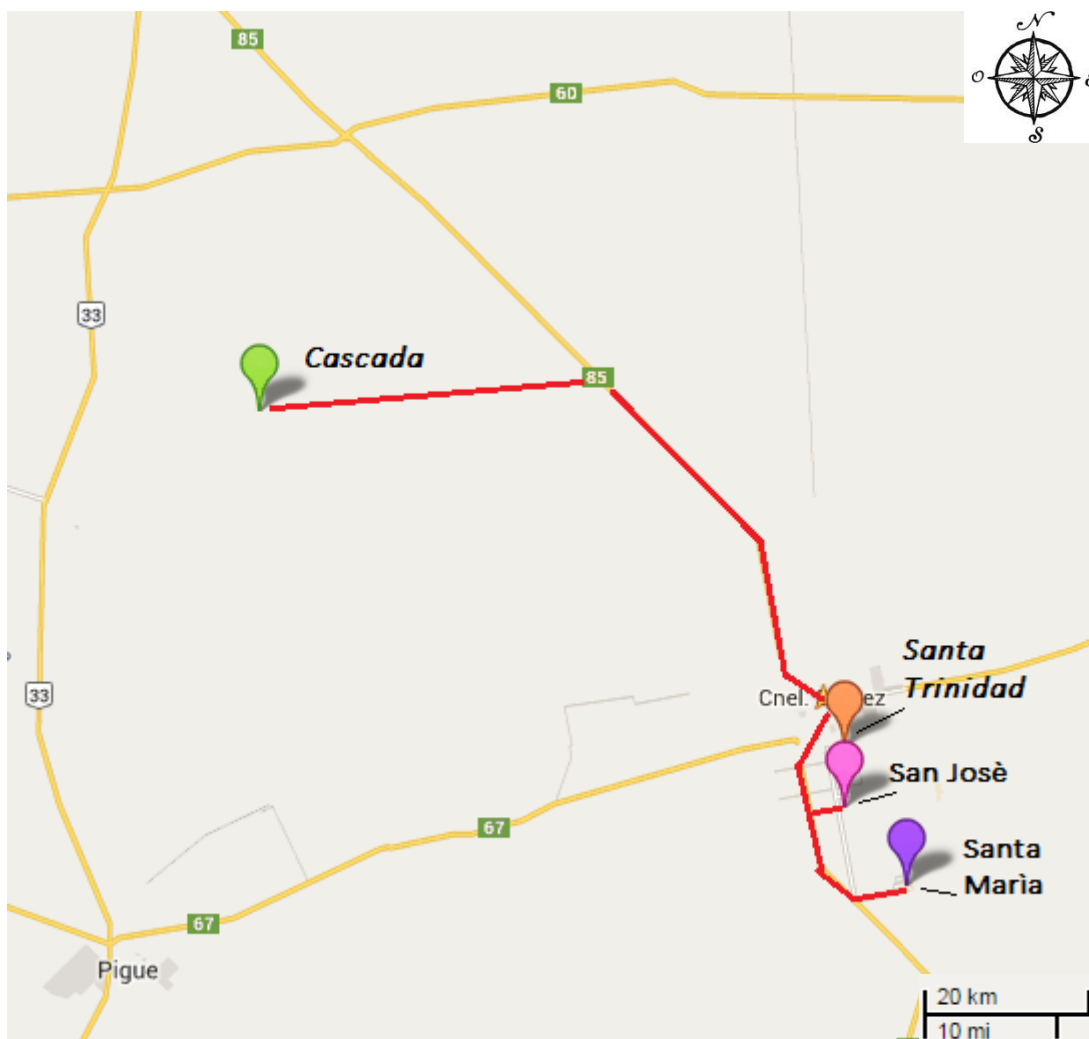 N
85
60
O
S
33
Cascada
85
Santa
Trinidad
33
Cnel. ez
San Josè
Santa
Marìa
67
67
Pigue
20 km
10 mi